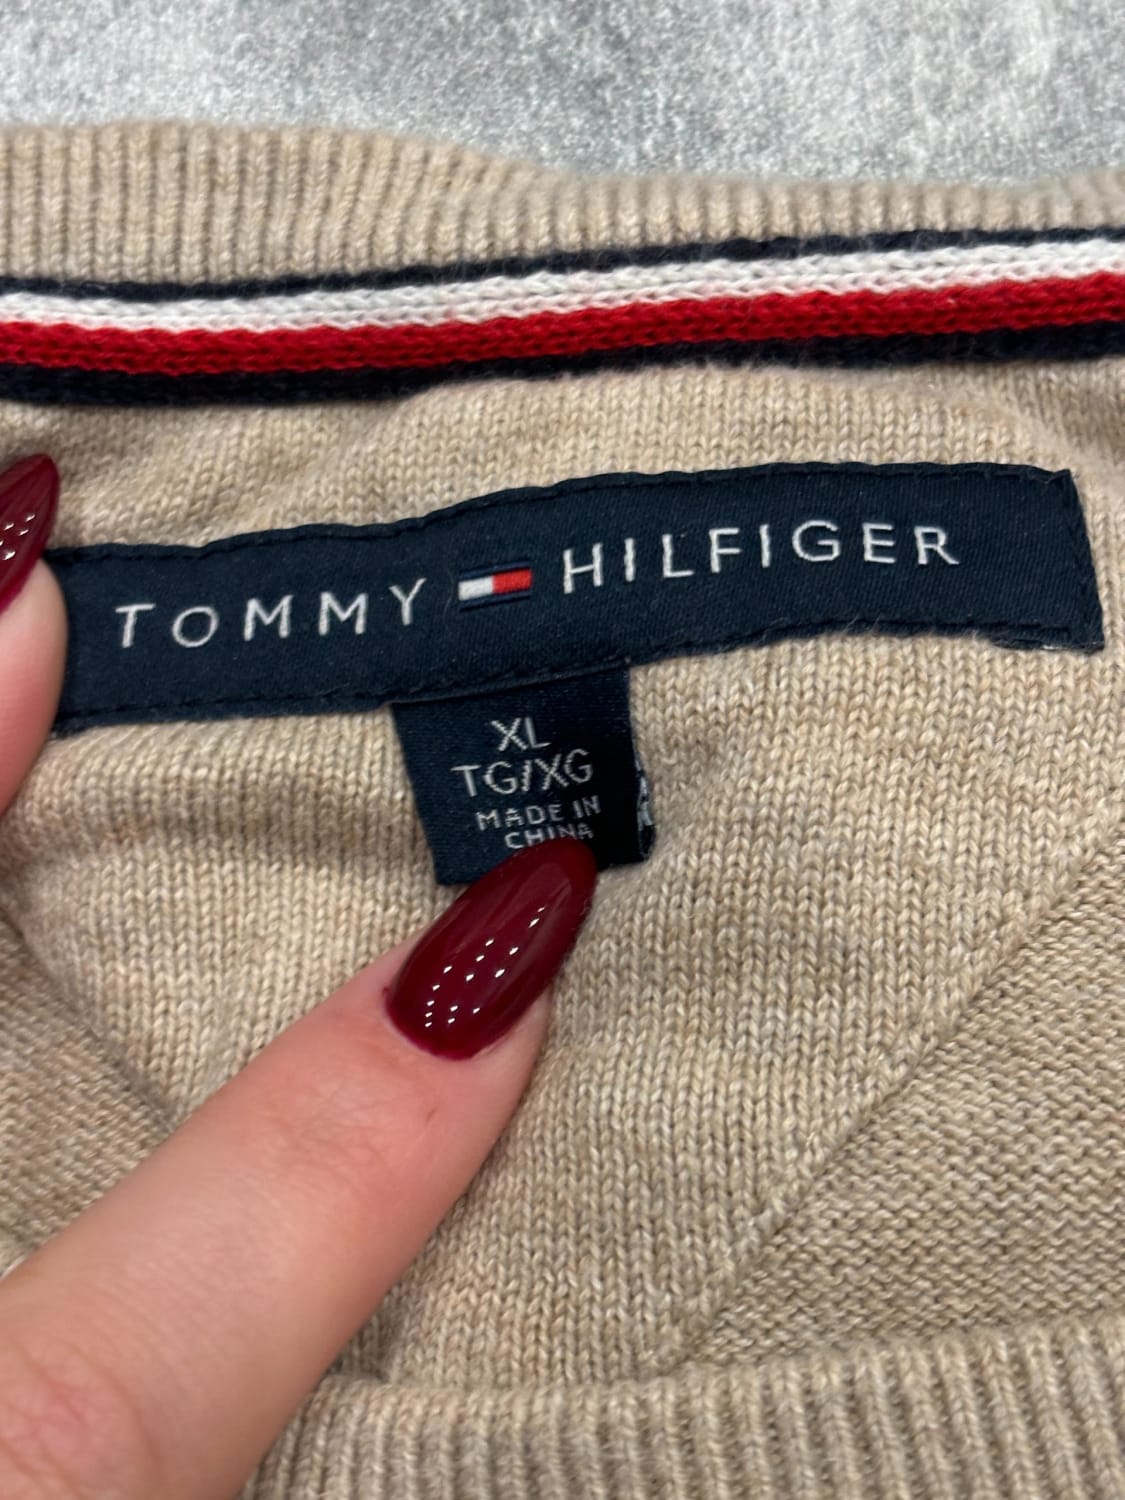 TOMMY HILFIGER
XL
TG/XG
MADE IN
CHINA